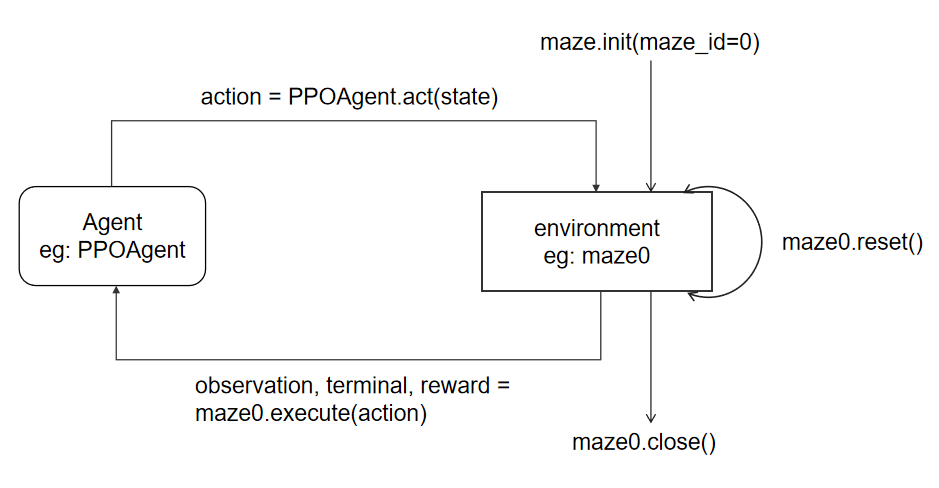 maze.init(maze_id=0)
action = PPOAgent.act(state)
Agent
eg: PPOAgent
environment
eg: maze0
maze0.reset()
observation, terminal, reward =
maze0.execute(action)
maze0.close()